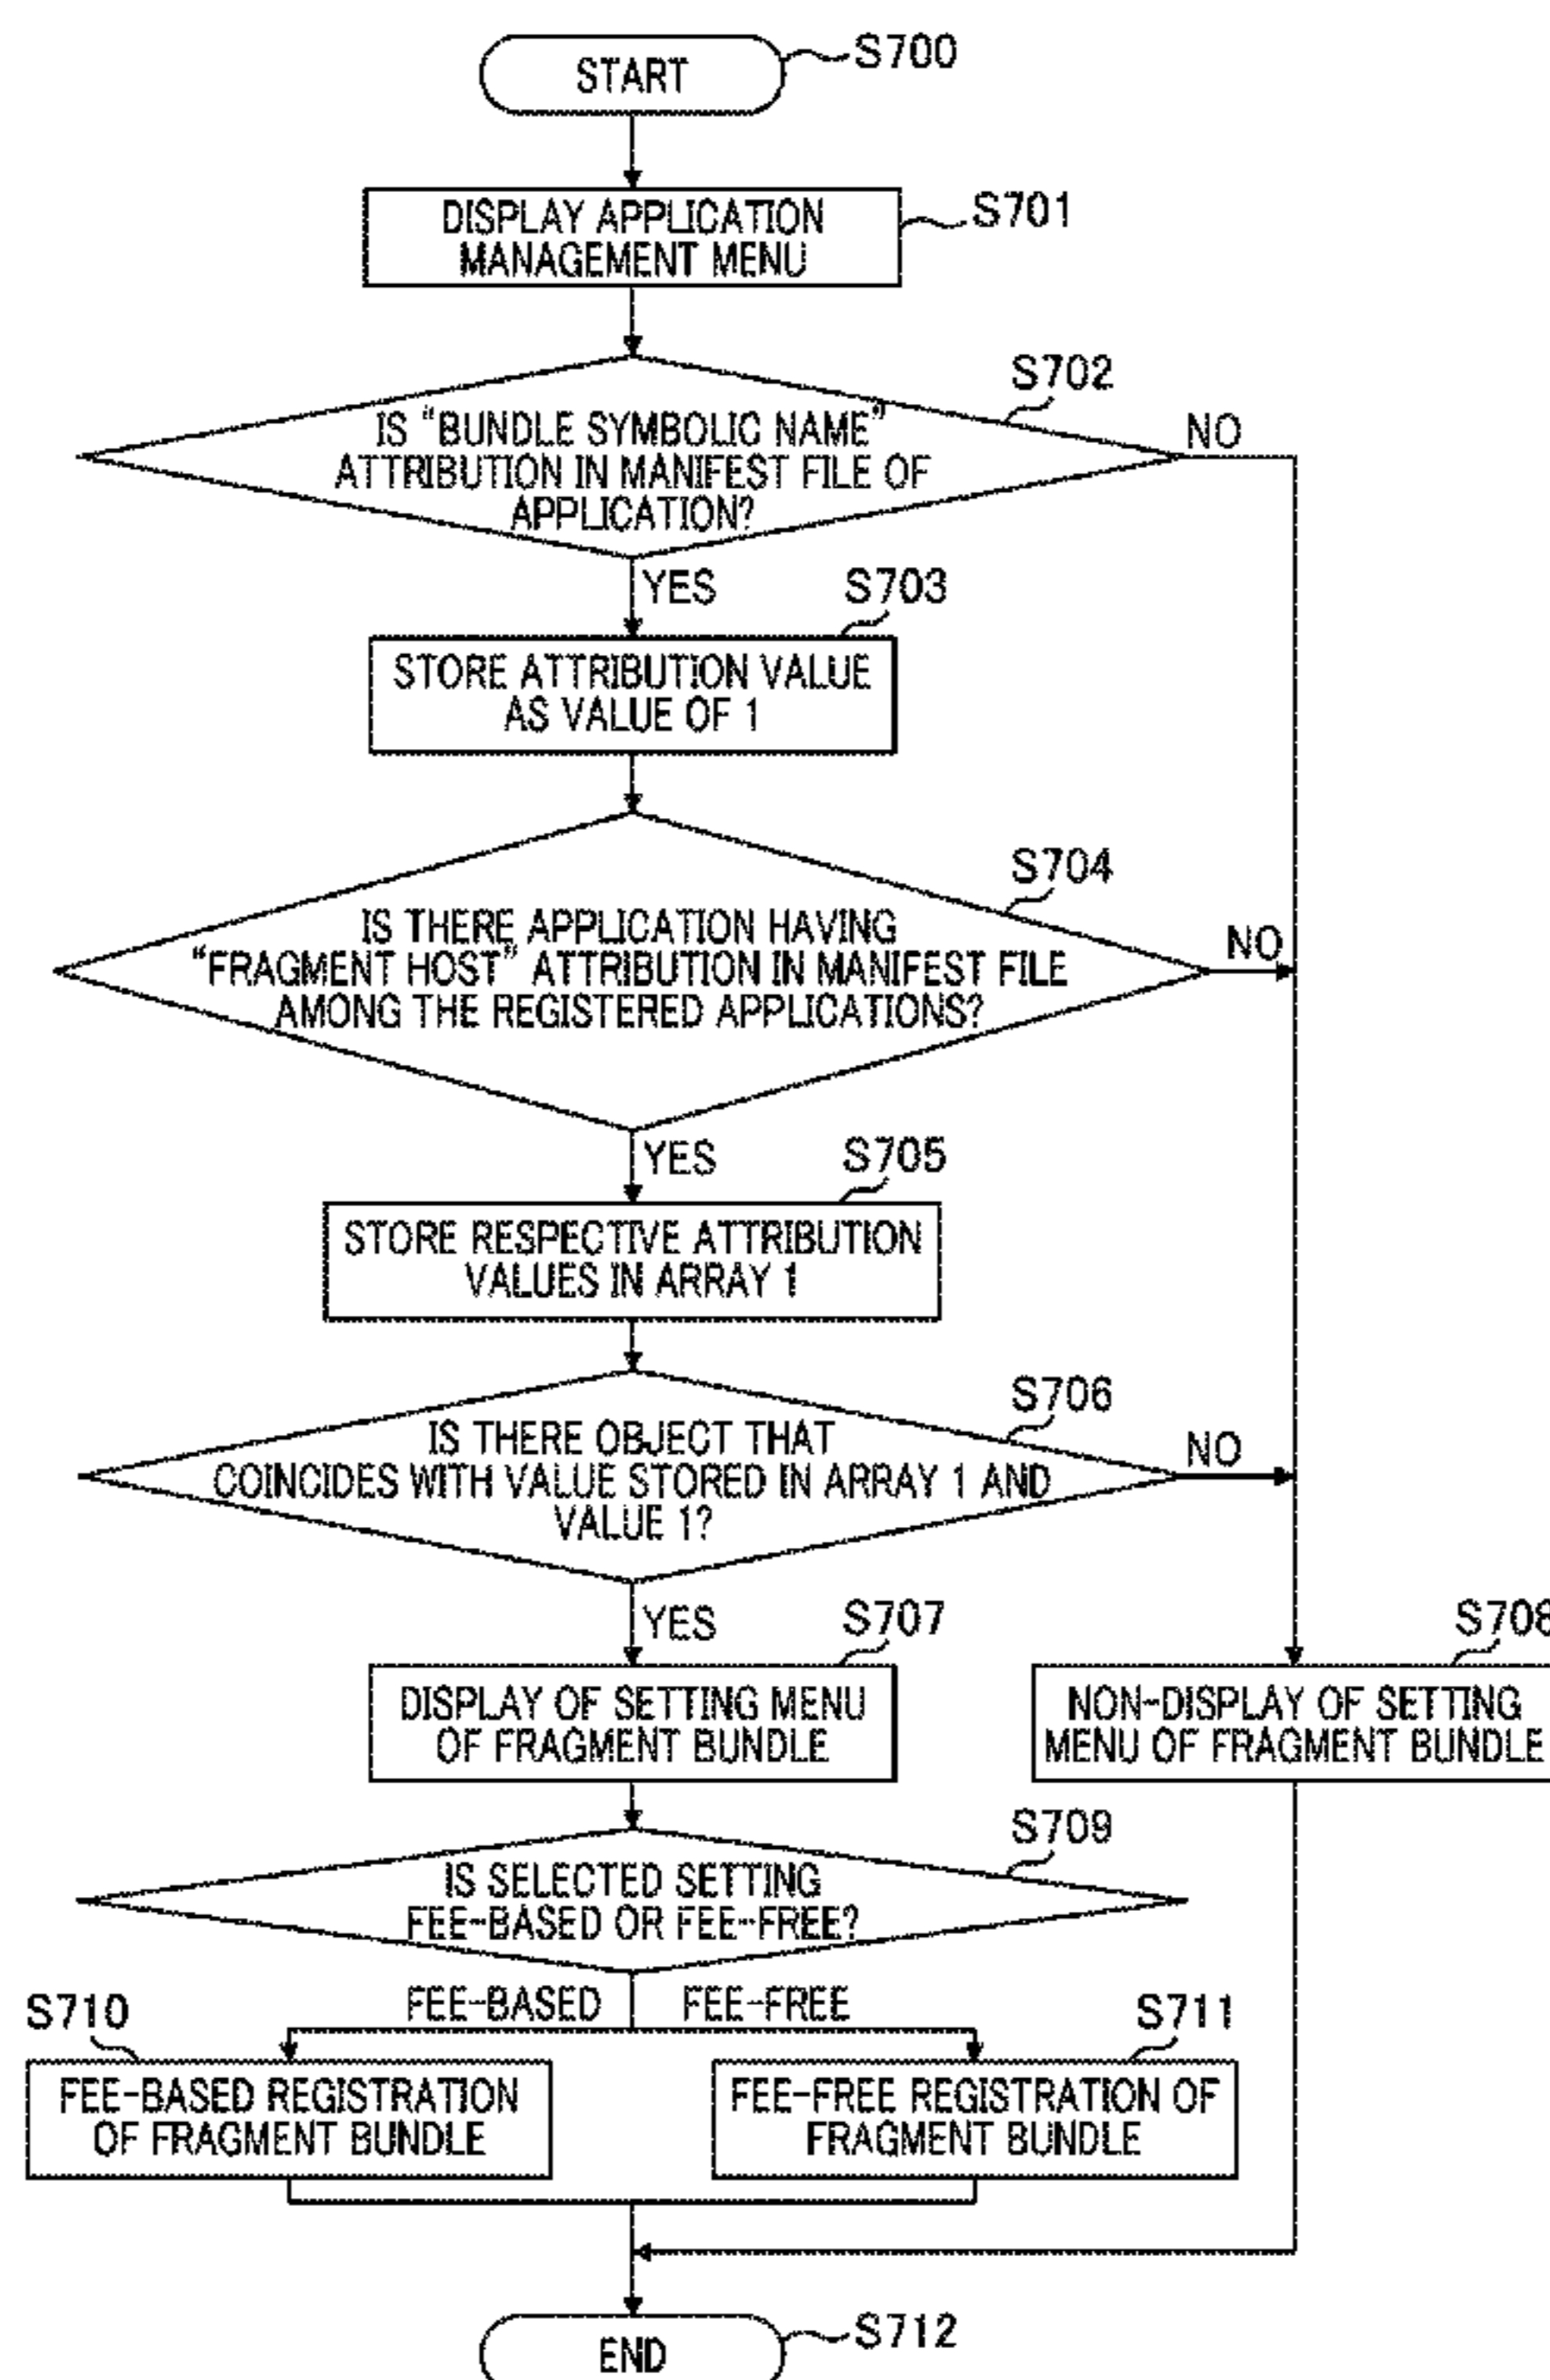 START
S700
DISPLAY APPLICATION
MANAGEMENT MENU
S701
S702
IS "BUNDLE SYMBOLIC NAME"
ATTRIBUTION IN MANIFEST FILE OF
APPLICATION?
NO
YES
S703
STORE ATTRIBUTION VALUE
AS VALUE OF 1
S704
IS THERE APPLICATION HAVING
"FRAGMENT HOST" ATTRIBUTION IN MANIFEST FILE
AMONG THE REGISTERED APPLICATIONS?
NO
YES
S705
STORE RESPECTIVE ATTRIBUTION
VALUES IN ARRAY 1
S706
IS THERE OBJECT THAT
COINCIDES WITH VALUE STORED IN ARRAY 1 AND
VALUE 1?
NO
YES
S707
DISPLAY OF SETTING MENU
OF FRAGMENT BUNDLE
S708
NON-DISPLAY OF SETTING
MENU OF FRAGMENT BUNDLE
S709
IS SELECTED SETTING
FEE-BASED OR FEE-FREE?
FEE-BASED
FEE-FREE
S710
FEE-BASED REGISTRATION
OF FRAGMENT BUNDLE
S711
FEE-FREE REGISTRATION OF
FRAGMENT BUNDLE
END
S712